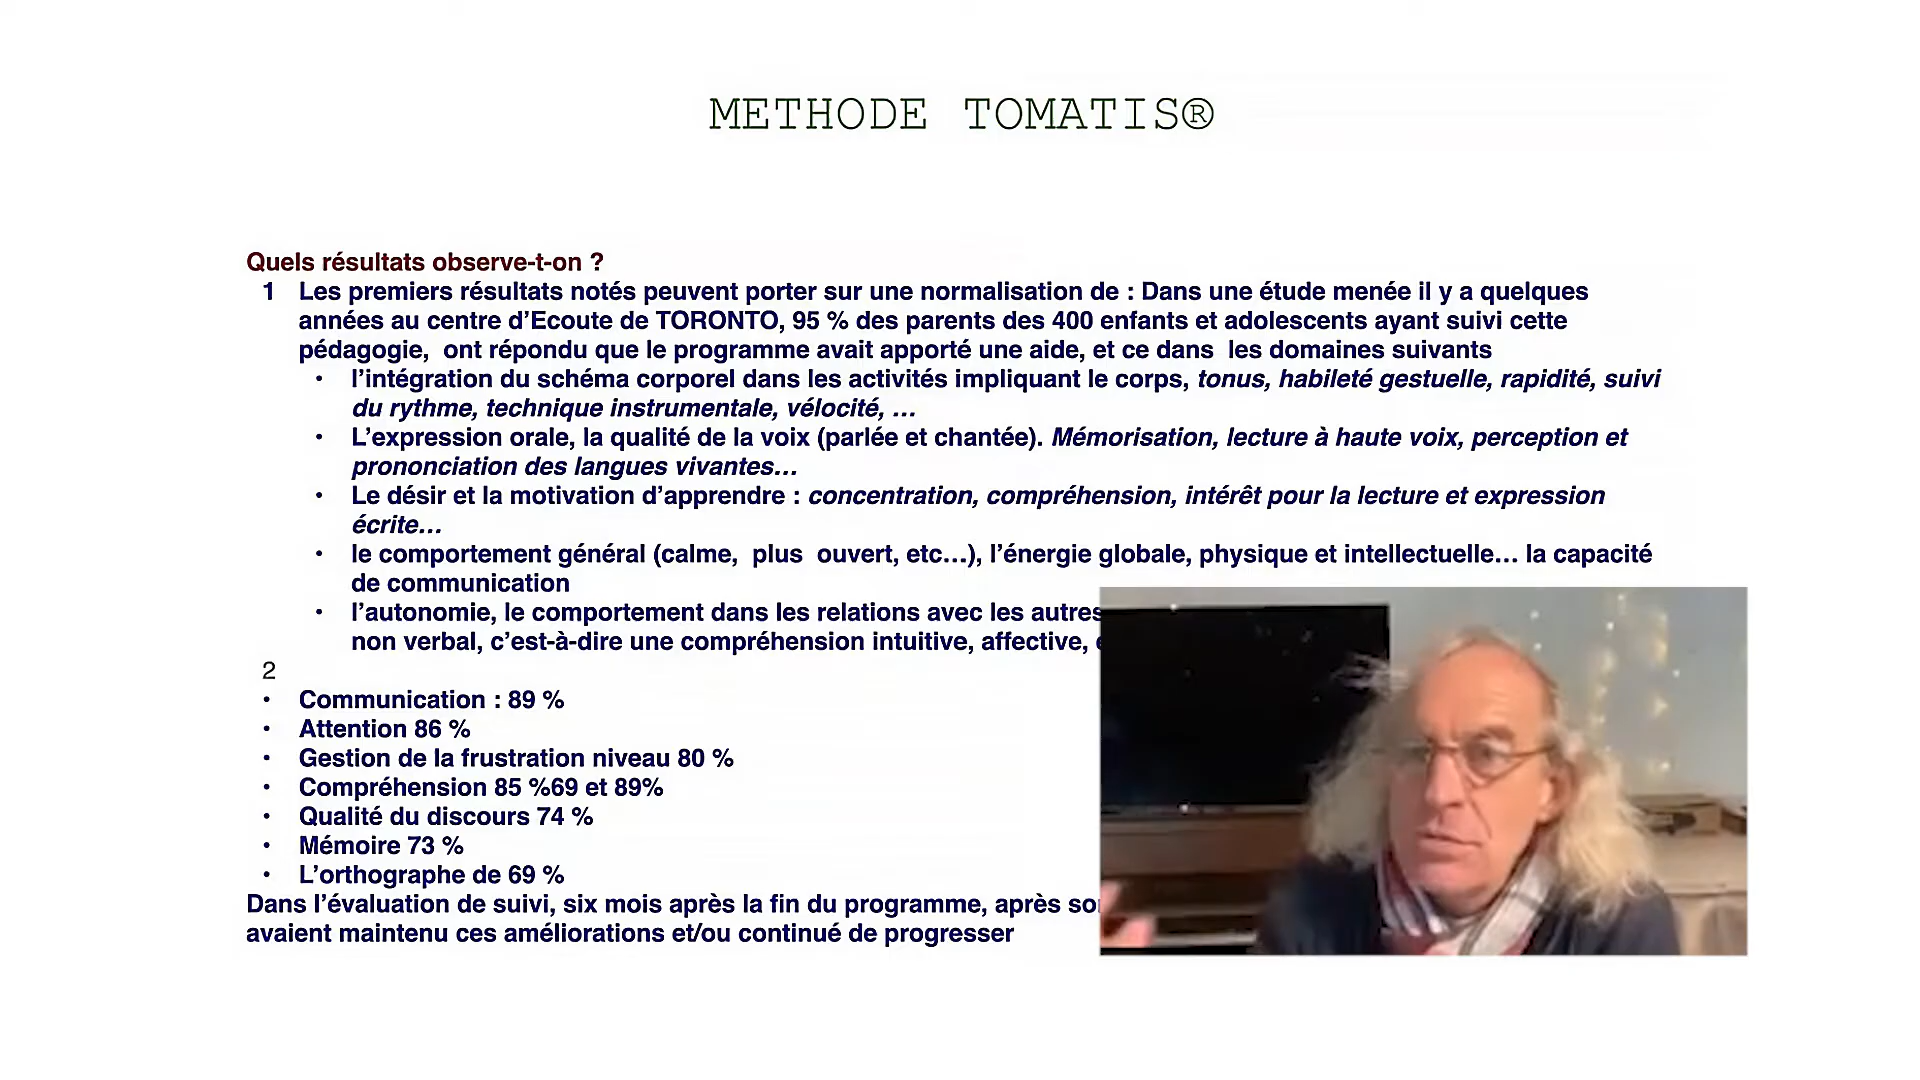 METHODE TOMATIS®
Quels résultats observe-t-on ?
1 Les premiers résultats notés peuvent porter sur une normalisation de : Dans une étude menée il y a quelques
années au centre d’Ecoute de TORONTO, 95 % des parents des 400 enfants et adolescents ayant suivi cette
pédagogie, ont répondu que le programme avait apporté une aide, et ce dans les domaines suivants
• l’intégration du schéma corporel dans les activités impliquant le corps, tonus, habileté gestuelle, rapidité, suivi
du rythme, technique instrumentale, vélocité, …
• L’expression orale, la qualité de la voix (parlée et chantée). Mémorisation, lecture à haute voix, perception et
prononciation des langues vivantes…
• Le désir et la motivation d’apprendre : concentration, compréhension, intérêt pour la lecture et expression
écrite…
• le comportement général (calme, plus ouvert, etc…), l’énergie globale, physique et intellectuelle… la capacité
de communication
• l’autonomie, le comportement dans les relations avec les autres
non verbal, c’est-à-dire une compréhension intuitive, affective,
2
• Communication : 89 %
• Attention 86 %
• Gestion de la frustration niveau 80 %
• Compréhension 85 %69 et 89%
• Qualité du discours 74 %
• Mémoire 73 %
• L’orthographe de 69 %
Dans l’évaluation de suivi, six mois après la fin du programme, après
avaient maintenu ces améliorations et/ou continué de progresser